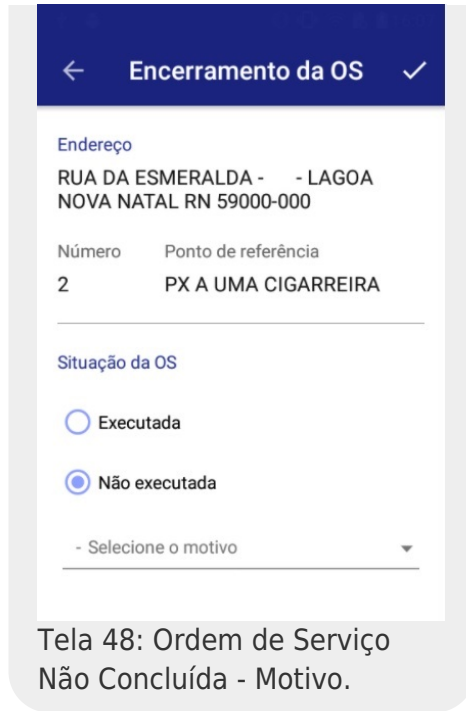 Encerramento da OS
Endereço
RUA DA ESMERALDA - - LAGOA
NOVA NATAL RN 59000-000
Número Ponto de referência
2 PX A UMA CIGARREIRA
Situação da OS
Executada
Não executada
- Selecione o motivo
Tela 48: Ordem de Serviço
Não Concluída - Motivo.